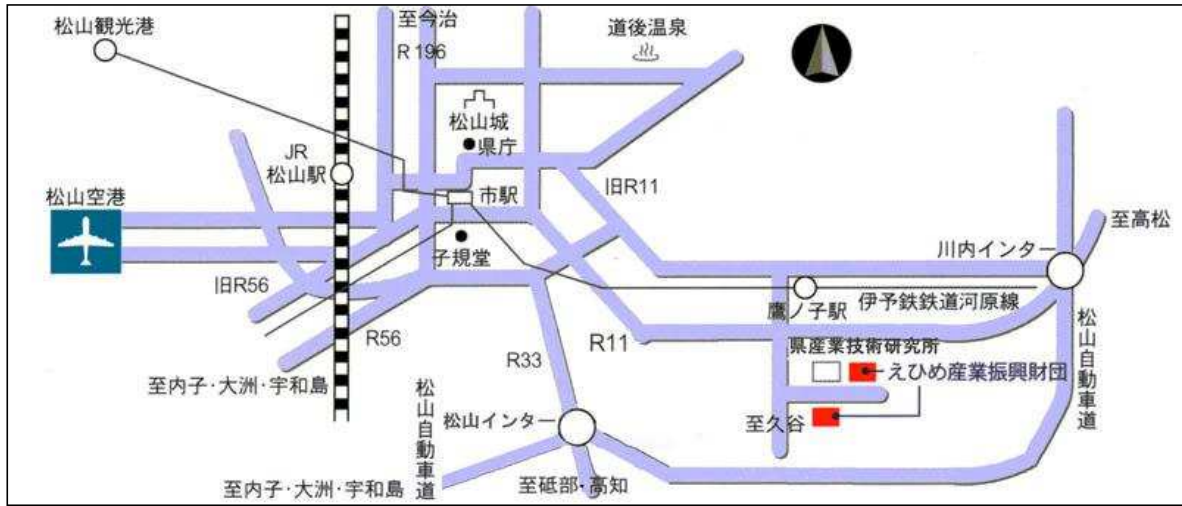 松山観光港
至今治
R196
道後温泉
松山城
県庁
JR
松山駅
市駅
旧R11
松山空港
至高松
川内インター
子規堂
旧R56
鷹ノ子駅
伊予鉄鉄道河原線
R56
R33
R11
県産業技術研究所
えひめ産業振興財団
松山自動車道
至内子・大洲・宇和島
松山自動車道
松山インター
至久谷
至内子・大洲・宇和島
至砥部・高知